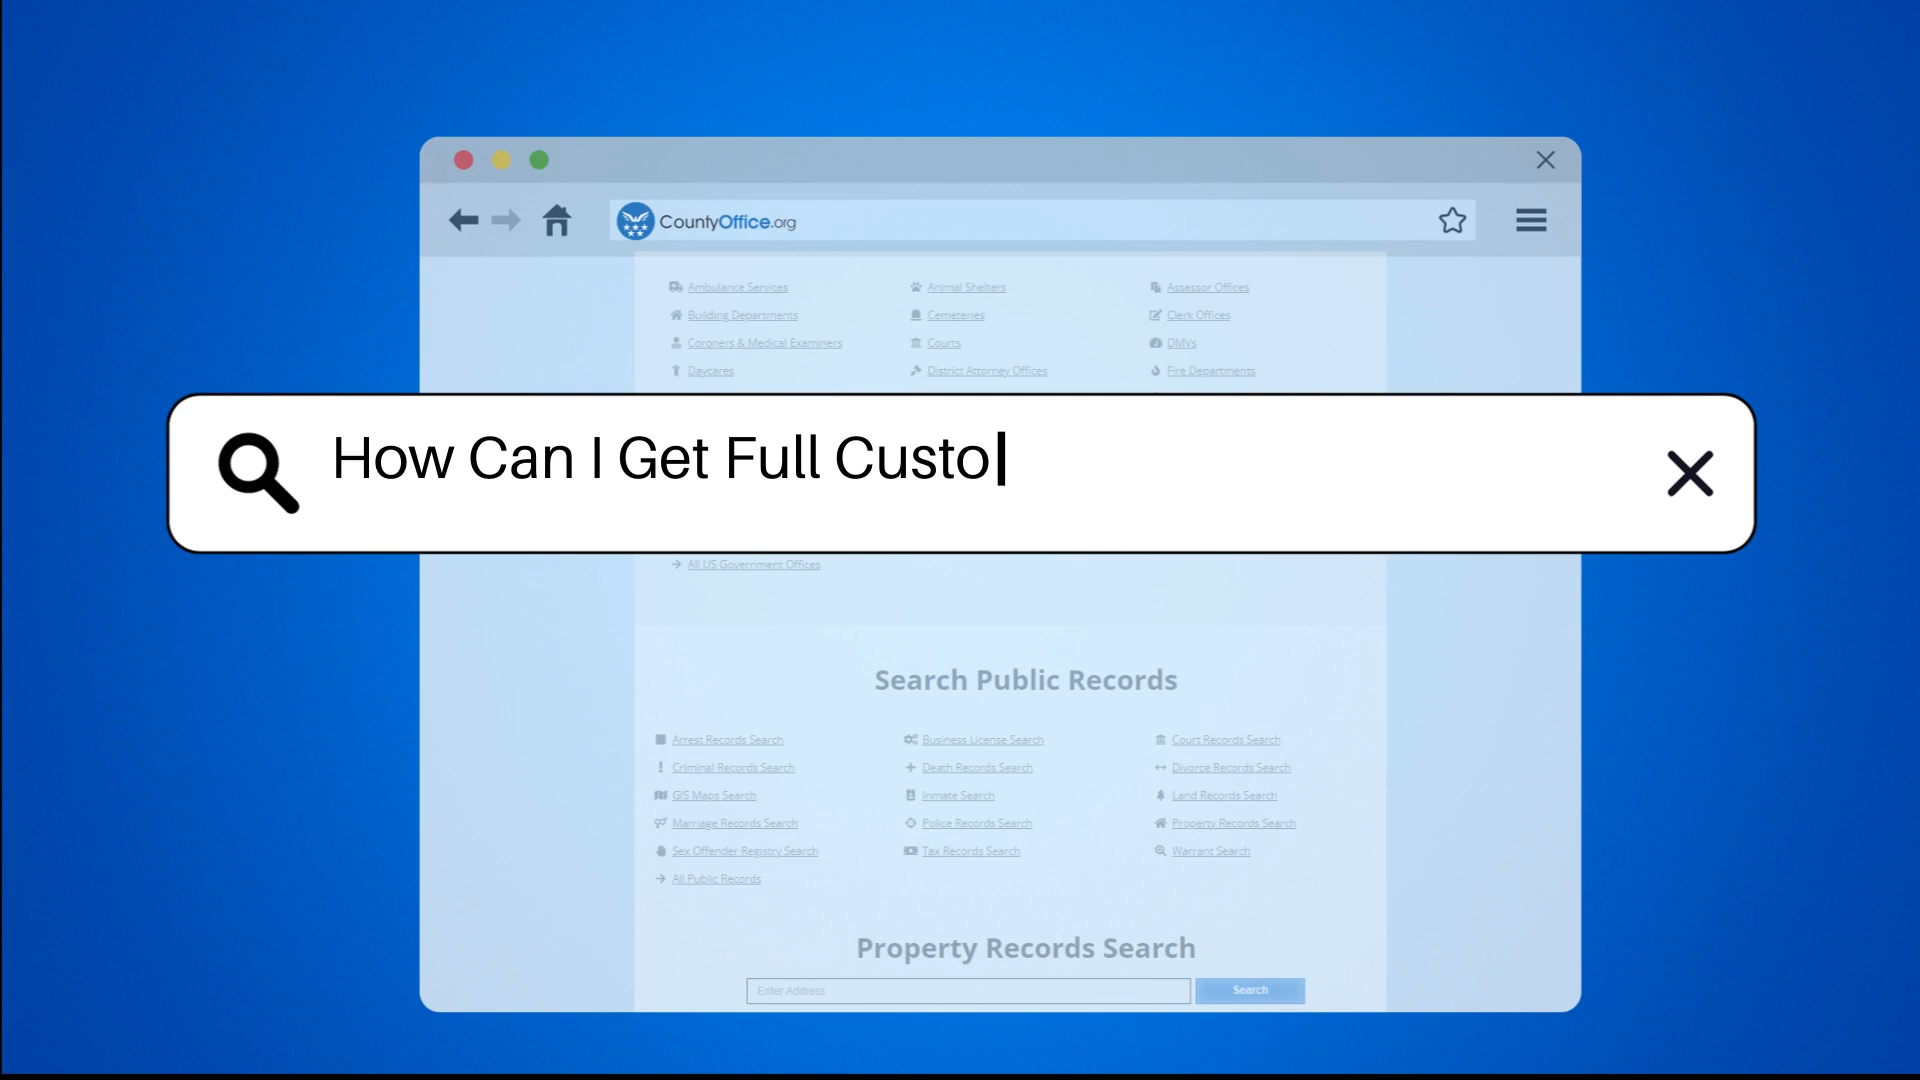 CountyOffice.org
Ambulance Services Animal Shelters Assessor Offices
Building Departments Cemeteries Clerk Offices
Coroners & Medical Examiners Courts DMVs
Daycares District Attorney Offices Fire Departments
How Can I Get Full Custo
All US Government Offices
Search Public Records
Arrest Records Search Business License Search Court Records Search
Criminal Records Search Death Records Search Divorce Records Search
GIS Maps Search Inmate Search Land Records Search
Marriage Records Search Police Records Search Property Records Search
Sex Offender Registry Search Tax Records Search Warrant Search
All Public Records
Property Records Search
Enter Address Search